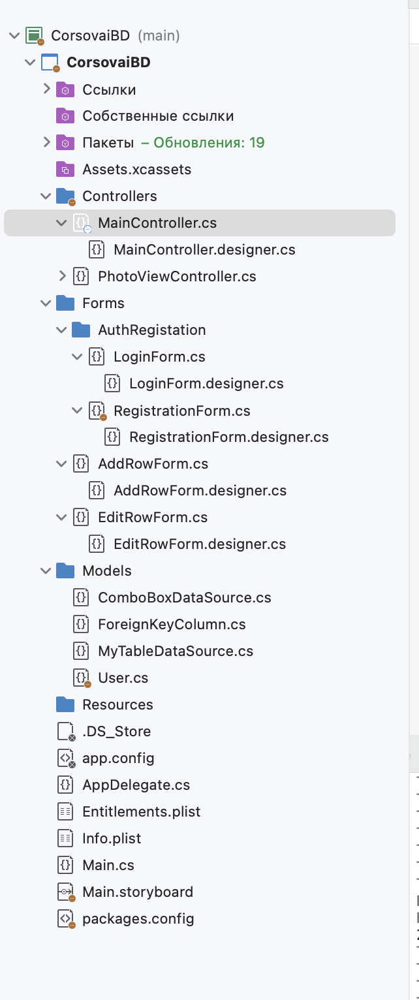 CorsovaiBD (main)
CorsovaiBD
Ссылки
Собственные ссылки
Пакеты – Обновления: 19
Assets.xcassets
Controllers
MainController.cs
MainController.designer.cs
PhotoViewController.cs
Forms
AuthRegistation
LoginForm.cs
LoginForm.designer.cs
RegistrationForm.cs
RegistrationForm.designer.cs
AddRowForm.cs
AddRowForm.designer.cs
EditRowForm.cs
EditRowForm.designer.cs
Models
ComboBoxDataSource.cs
ForeignKeyColumn.cs
MyTableDataSource.cs
User.cs
Resources
.DS_Store
app.config
AppDelegate.cs
Entitlements.plist
Info.plist
Main.cs
Main.storyboard
packages.config